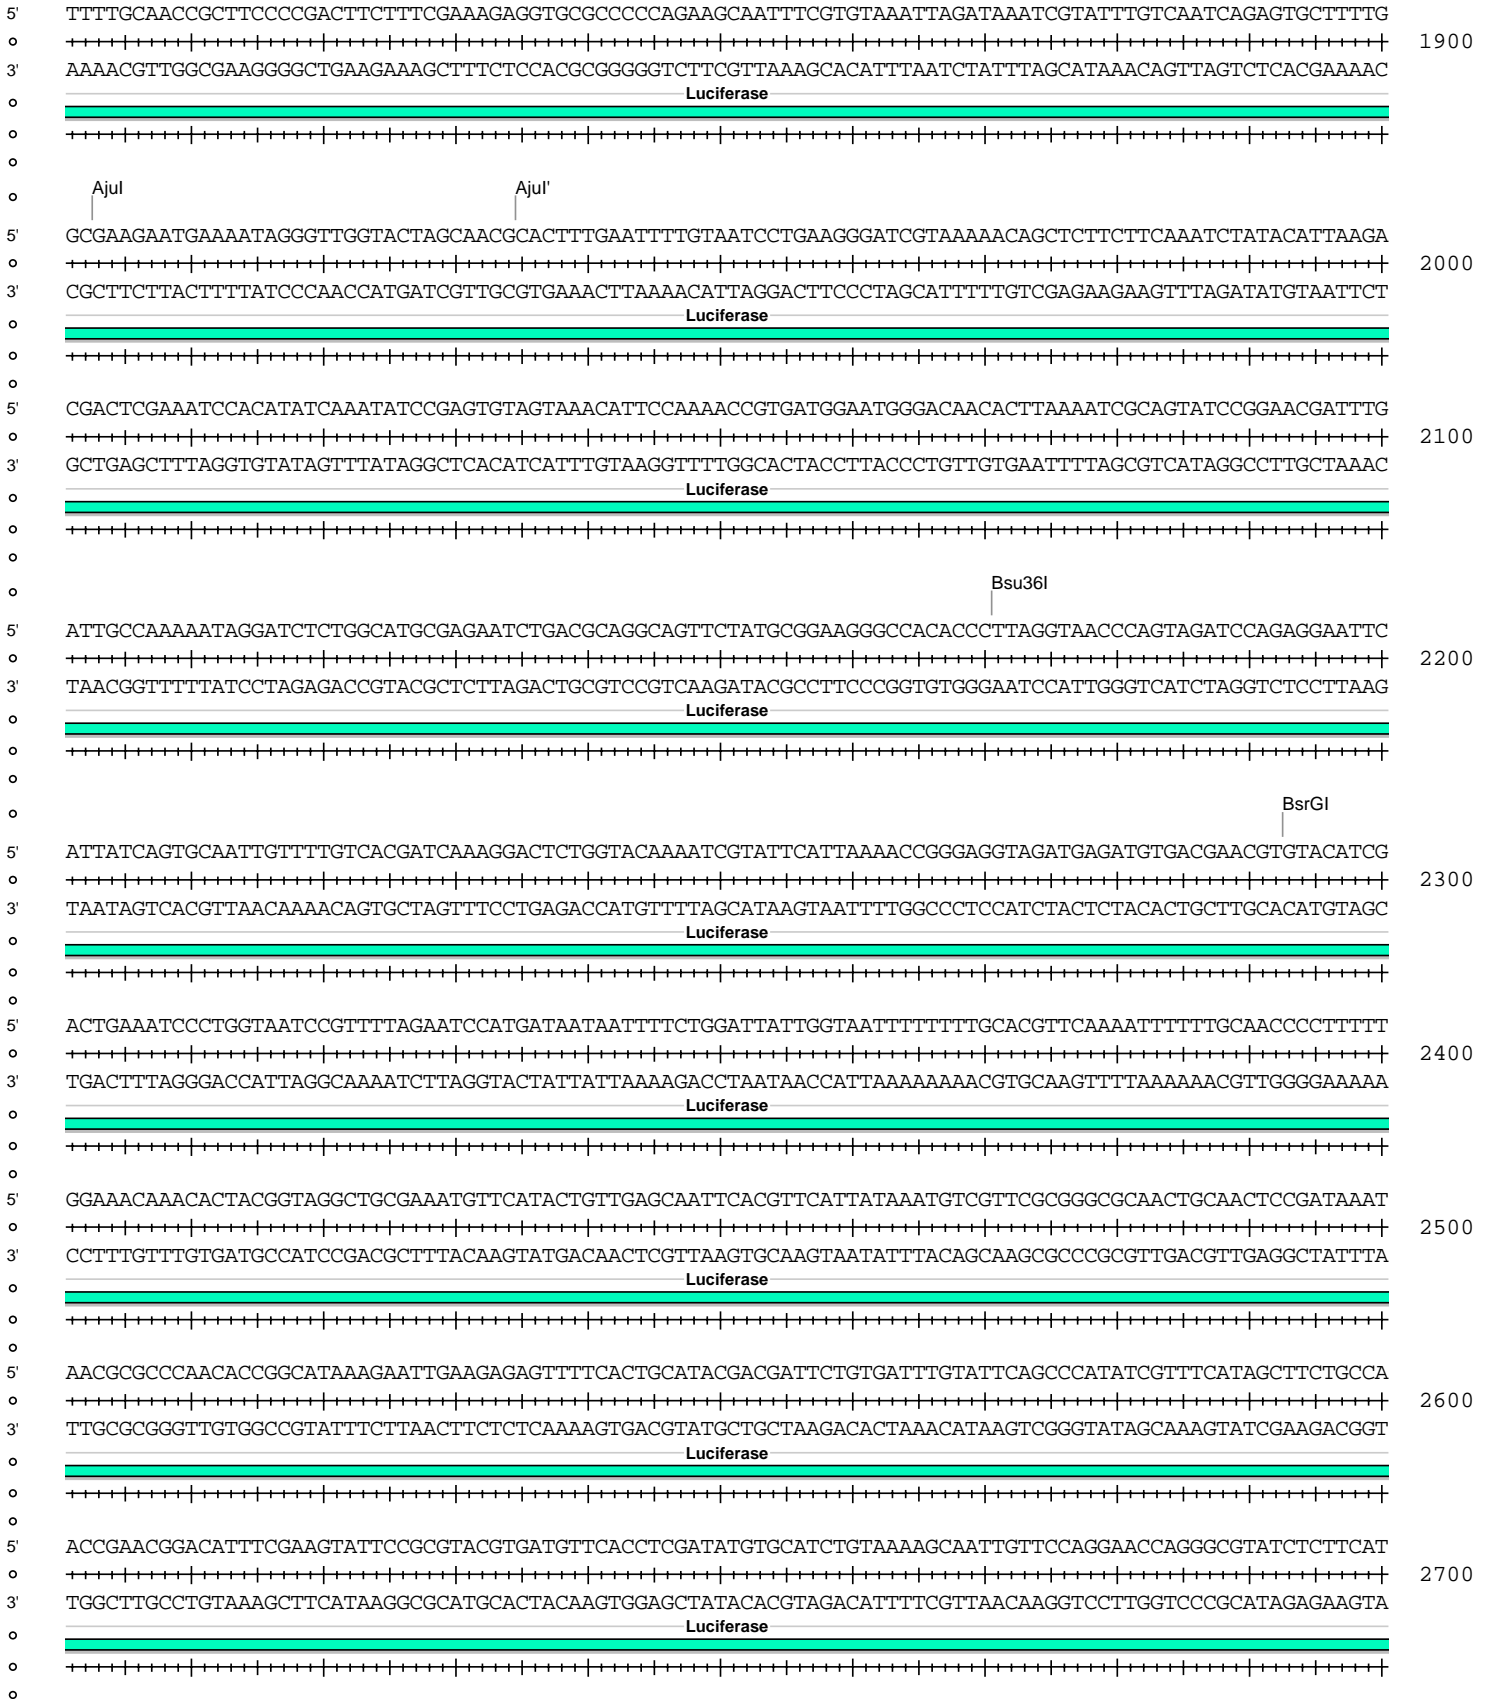 5' TTTTGCAACCGCTTCCCCGACTTCTTTCGAAAGAGGTGCGCCCCCAGAAGCAATTTCGTGTAAATTAGATAAATCGTATTTGTCAATCAGAGTGCTTTTG
1900
3' AAAACGTTGGCGAAGGGGCTGAAGAAAGCTTTCTCCACGCGGGGGTCTTCGTTAAAGCACATTTAATCTATTTAGCATAAACAGTTAGTCTCACGAAAAC
Luciferase
AjuI AjuI'
5' GCGAAGAATGAAAATAGGGTTGGTACTAGCAACGCACTTTGAATTTTGTAATCCTGAAGGGATCGTAAAAACAGCTCTTCTTCAAATCTATACATTAAGA
2000
3' CGCTTCTTACTTTTATCCCAACCATGATCGTTGCGTGAAACTTAAAACATTAGGACTTCCCTAGCATTTTTGTCGAGAAGAAGTTTAGATATGTAATTCT
Luciferase
5' CGACTCGAAATCCACATATCAAATATCCGAGTGTAGTAAACATTCCAAAACCGTGATGGAATGGGACAACACTTAAAATCGCAGTATCCGGAACGATTTG
2100
3' GCTGAGCTTTAGGTGTATAGTTTATAGGCTCACATCATTTGTAAGGTTTTGGCACTACCTTACCCTGTTGTGAATTTTAGCGTCATAGGCCTTGCTAAAC
Luciferase
Bsu36I
5' ATTGCCAAAAATAGGATCTCTGGCATGCGAGAATCTGACGCAGGCAGTTCTATGCGGAAGGGCCACACCCTTAGGTAACCCAGTAGATCCAGAGGAATTC
2200
3' TAACGGTTTTTATCCTAGAGACCGTACGCTCTTAGACTGCGTCCGTCAAGATACGCCTTCCCGGTGTGGGAATCCATTGGGTCATCTAGGTCTCCTTAAG
Luciferase
BsrGI
5' ATTATCAGTGCAATTGTTTTGTCACGATCAAAGGACTCTGGTACAAAATCGTATTCATTAAAACCGGGAGGTAGATGAGATGTGACGAACGTGTACATCG
2300
3' TAATAGTCACGTTAACAAAACAGTGCTAGTTTCCTGAGACCATGTTTTAGCATAAGTAATTTTGGCCCTCCATCTACTCTACACTGCTTGCACATGTAGC
Luciferase
5' ACTGAAATCCCTGGTAATCCGTTTTAGAATCCATGATAATAATTTTCTGGATTATTGGTAATTTTTTTTGCACGTTCAAAATTTTTTGCAACCCCTTTTT
2400
3' TGACTTTAGGGACCATTAGGCAAAATCTTAGGTACTATTATTAAAAGACCTAATAACCATTAAAAAAAACGTGCAAGTTTTAAAAAACGTTGGGGAAAAA
Luciferase
5' GGAAACAAACACTACGGTAGGCTGCGAAATGTTCATACTGTTGAGCAATTCACGTTCATTATAAATGTCGTTCGCGGGCGCAACTGCAACTCCGATAAAT
2500
3' CCTTTGTTTGTGATGCCATCCGACGCTTTACAAGTATGACAACTCGTTAAGTGCAAGTAATATTTACAGCAAGCGCCCGCGTTGACGTTGAGGCTATTTA
Luciferase
5' AACGCGCCCAACACCGGCATAAAGAATTGAAGAGAGTTTTCACTGCATACGACGATTCTGTGATTTGTATTCAGCCCATATCGTTTCATAGCTTCTGCCA
2600
3' TTGCGCGGGTTGTGGCCGTATTTCTTAACTTCTCTCAAAAGTGACGTATGCTGCTAAGACACTAAACATAAGTCGGGTATAGCAAAGTATCGAAGACGGT
Luciferase
5' ACCGAACGGACATTTCGAAGTATTCCGCGTACGTGATGTTCACCTCGATATGTGCATCTGTAAAAGCAATTGTTCCAGGAACCAGGGCGTATCTCTTCAT
2700
3' TGGCTTGCCTGTAAAGCTTCATAAGGCGCATGCACTACAAGTGGAGCTATACACGTAGACATTTTCGTTAACAAGGTCCTTGGTCCCGCATAGAGAAGTA
Luciferase